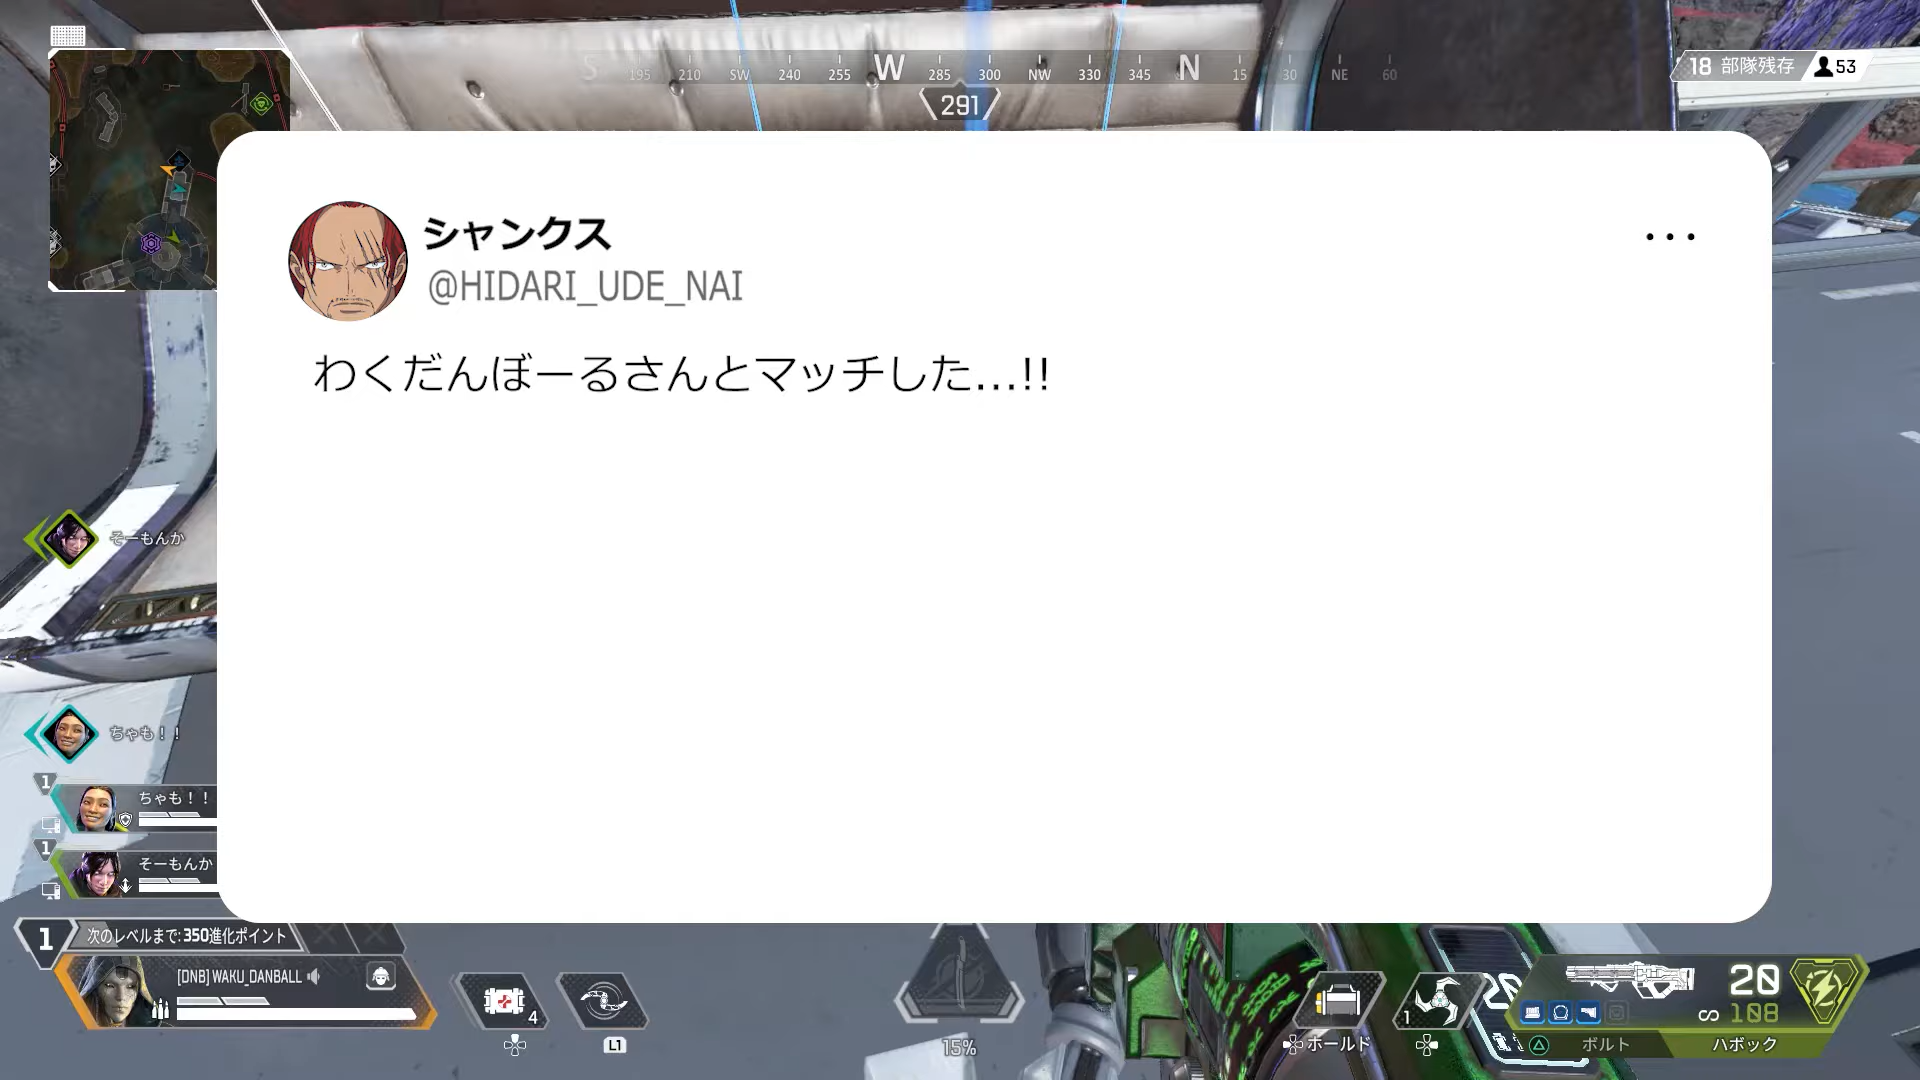 S 195 210 SW 240 255 W 285 300 NW 330 345 N 15 30 NE 60
291
18 部隊残存 53
シャンクス
@HIDARI_UDE_NAI
わくだんぼーるさんとマッチした...!!
そーもんか
ちゃも！！
1
ちゃも！！
1
そーもんか
1 次のレベルまで:350進化ポイント
[DNB] WAKU_DANBALL
4
L1
15%
ホールド
1
20
∞ 108
ボルト
ハボック